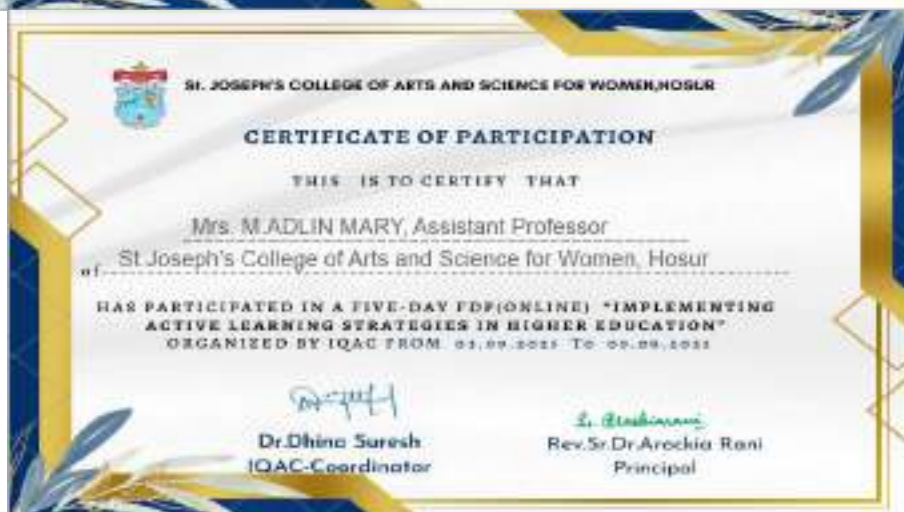 St. JOSEPH'S COLLEGE OF ARTS AND SCIENCE FOR WOMEN,HOSUR
CERTIFICATE OF PARTICIPATION
THIS IS TO CERTIFY THAT
Mrs. M.ADLIN MARY, Assistant Professor
of St.Joseph's College of Arts and Science for Women, Hosur
HAS PARTICIPATED IN A FIVE-DAY FDP(ONLINE) "IMPLEMENTING
ACTIVE LEARNING STRATEGIES IN HIGHER EDUCATION"
ORGANIZED BY IQAC FROM TO
Dr.Dhina Suresh
IQAC-Coordinator
Rev.Sr.Dr.Arockia Rani
Principal